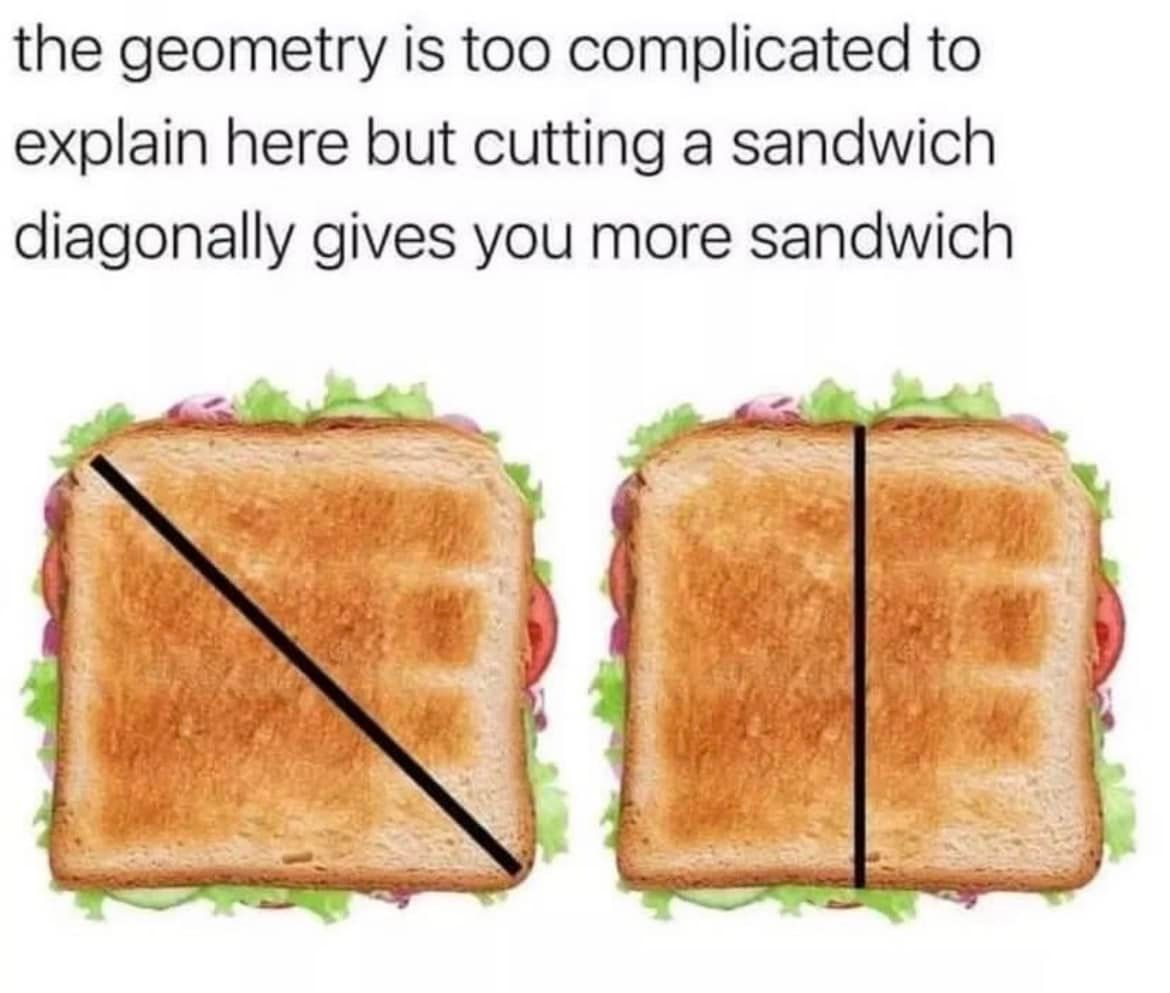 the geometry is too complicated to
explain here but cutting a sandwich
diagonally gives you more sandwich